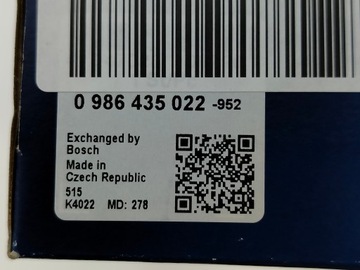 0 986 435 022 -952
Exchanged by
Bosch
Made in
Czech Republic
515
K4022 MD: 278